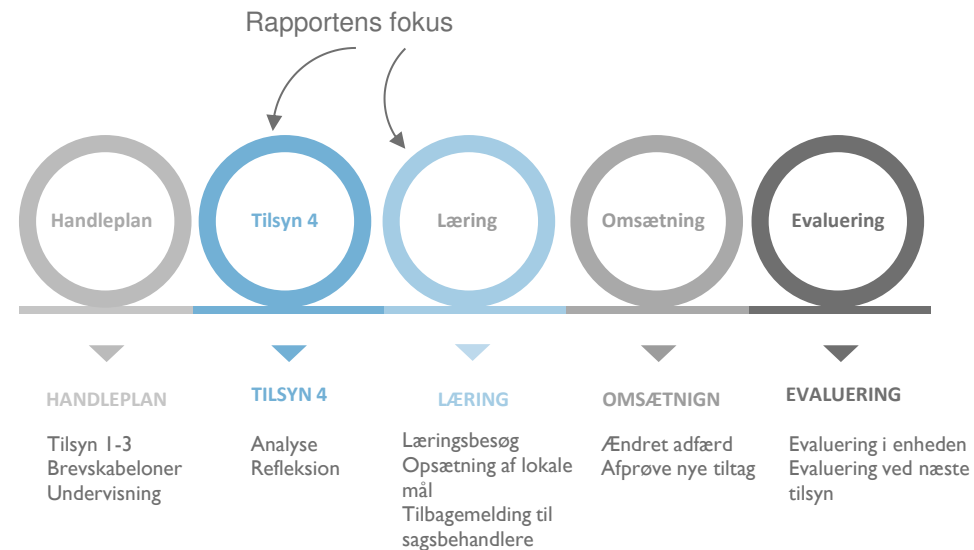 Rapportens fokus
Handleplan
Tilsyn 4
Læring
Omsætning
Evaluering
HANDLEPLAN
Tilsyn 1-3
Brevskabeloner
Undervisning
TILSYN 4
Analyse
Refleksion
LÆRING
Læringsbesøg
Opsætning af lokale
mål
Tilbagemelding til
sagsbehandlere
OMSÆTNIGN
Ændret adfærd
Afprøve nye tiltag
EVALUERING
Evaluering i enheden
Evaluering ved næste
tilsyn